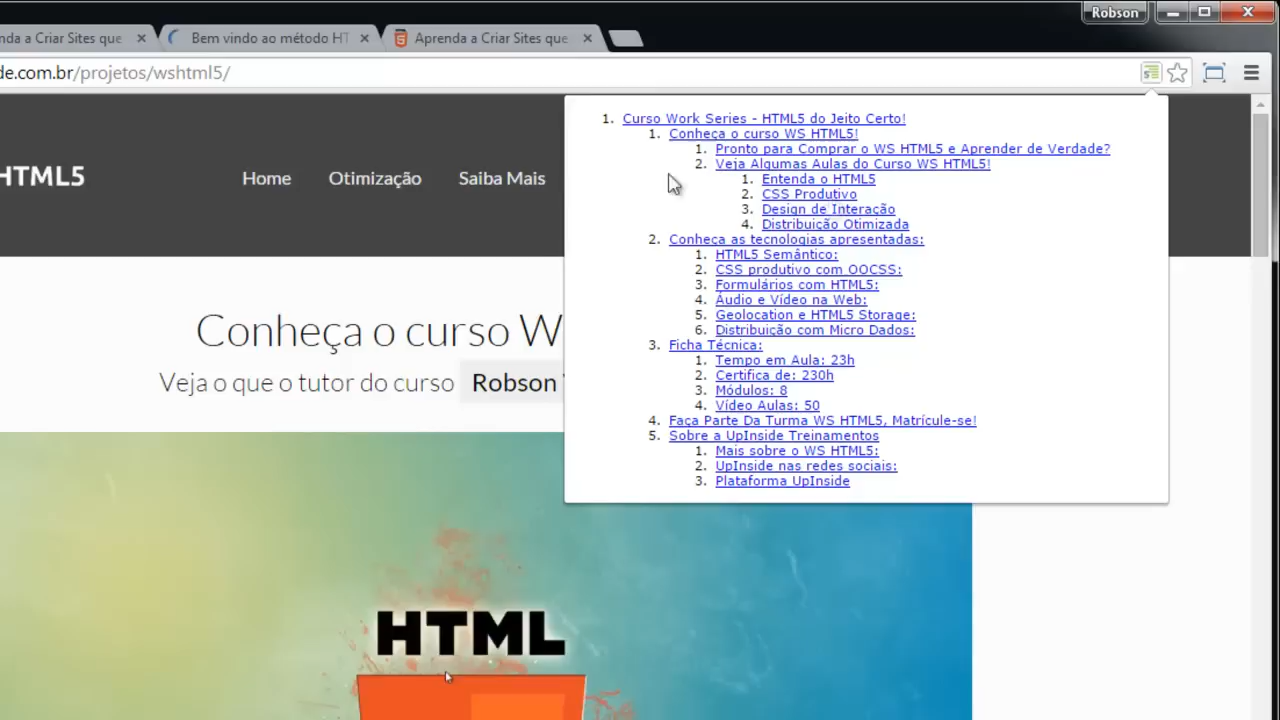 Robson
nda a Criar Sites que
Bem vindo ao método HT
Aprenda a Criar Sites que
de.com.br/projetos/wshtml5/
HTML5
Home
Otimização
Saiba Mais
1. Curso Work Series - HTML5 do Jeito Certo!
1. Conheça o curso WS HTML5!
1. Pronto para Comprar o WS HTML5 e Aprender de Verdade?
2. Veja Algumas Aulas do Curso WS HTML5!
1. Entenda o HTML5
2. CSS Produtivo
3. Design de Interação
4. Distribuição Otimizada
2. Conheça as tecnologias apresentadas:
1. HTML5 Semântico:
2. CSS produtivo com OOCSS:
3. Formulários com HTML5:
4. Áudio e Vídeo na Web:
5. Geolocation e HTML5 Storage:
6. Distribuição com Micro Dados:
3. Ficha Técnica:
1. Tempo em Aula: 23h
2. Certifica de: 230h
3. Módulos: 8
4. Vídeo Aulas: 50
4. Faça Parte Da Turma WS HTML5, Matrícule-se!
5. Sobre a UpInside Treinamentos
1. Mais sobre o WS HTML5:
2. UpInside nas redes sociais:
3. Plataforma UpInside
Conheça o curso W
Veja o que o tutor do curso Robson
HTML